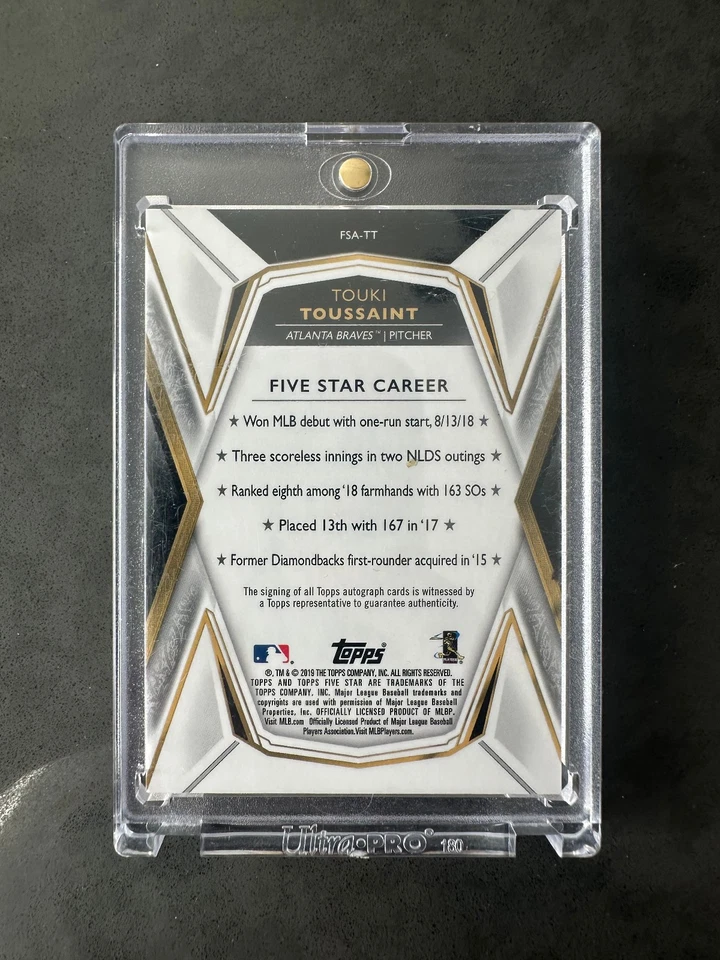 FSA-TT
TOUKI
TOUSSAINT
ATLANTA BRAVES™ | PITCHER
FIVE STAR CAREER
★ Won MLB debut with one-run start, 8/13/18 ★
★ Three scoreless innings in two NLDS outings ★
★ Ranked eighth among '18 farmhands with 163 SOs ★
★ Placed 13th with 167 in '17 ★
★ Former Diamondbacks first-rounder acquired in '15 ★
The signing of all Topps autograph cards is witnessed by
a Topps representative to guarantee authenticity.
Topps®
®, TM & © 2019 THE TOPPS COMPANY, INC. ALL RIGHTS RESERVED.
TOPPS AND TOPPS FIVE STAR ARE TRADEMARKS OF THE
TOPPS COMPANY, INC. Major League Baseball trademarks and
copyrights are used with permission of Major League Baseball
Properties, Inc. OFFICIALLY LICENSED PRODUCT OF MLBP.
Visit MLB.com Officially Licensed Product of Major League Baseball
Players Association. Visit MLBPlayers.com.
Ultra•PRO® 180